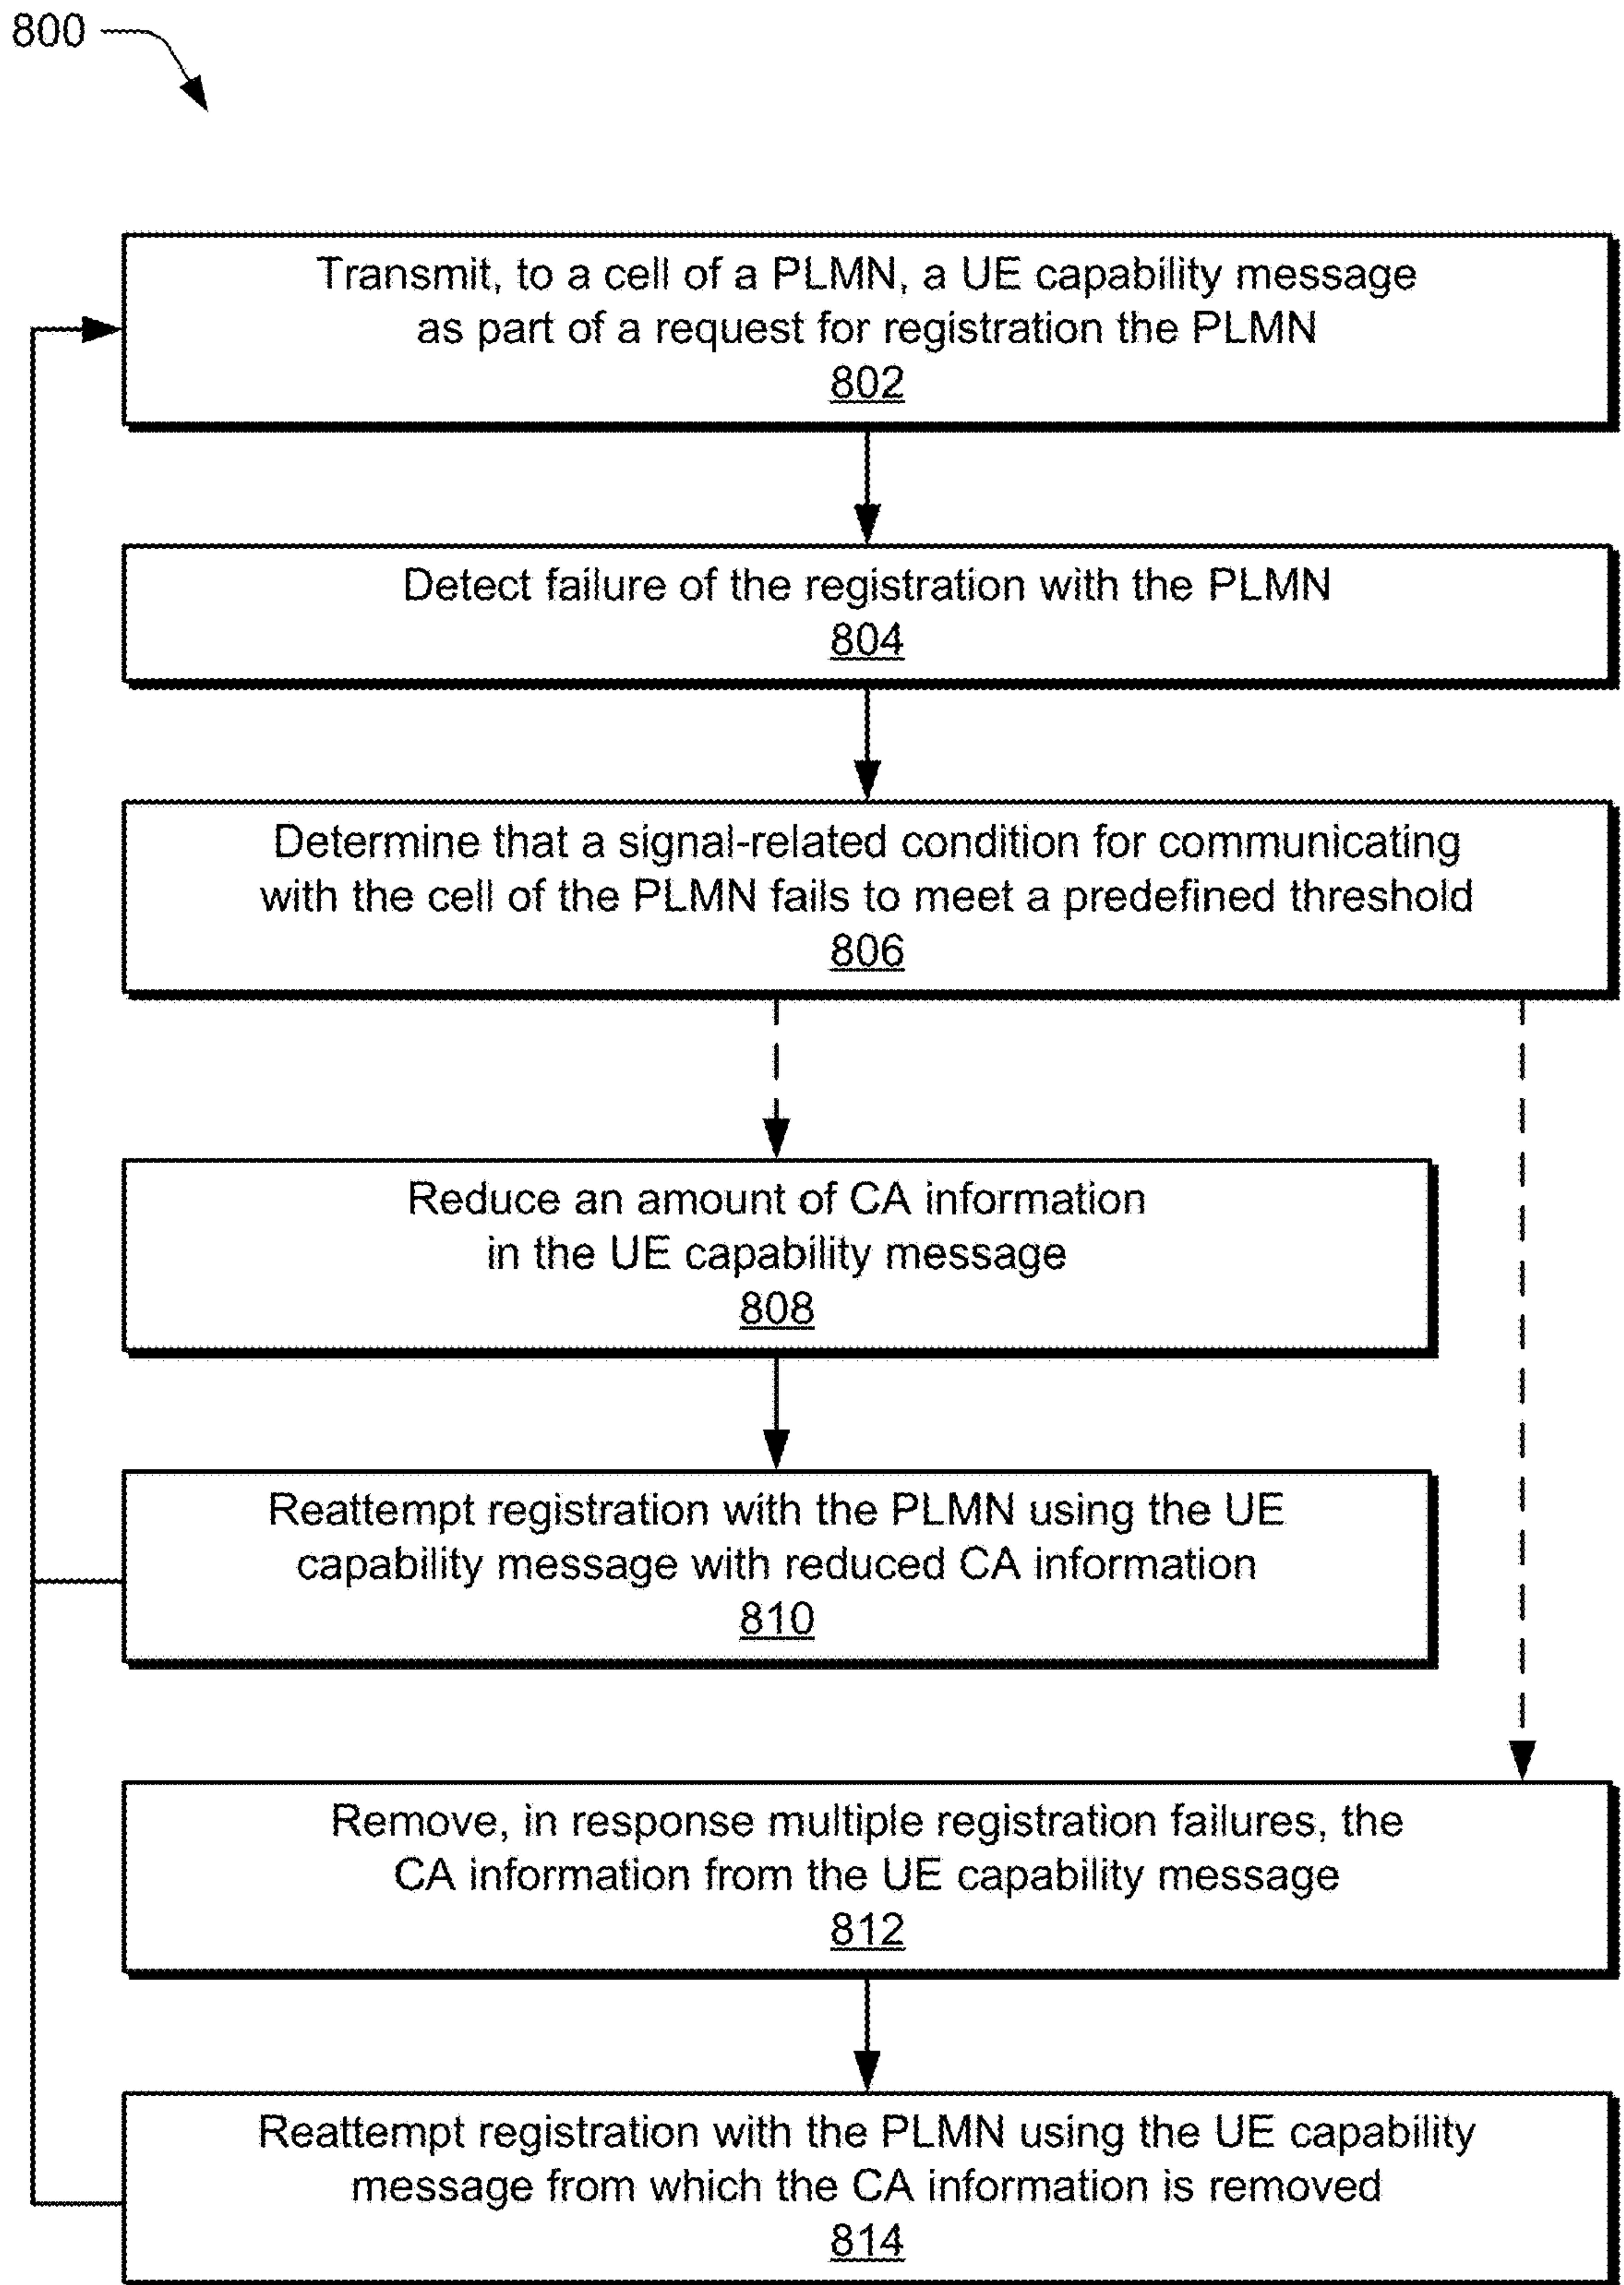 800
Transmit, to a cell of a PLMN, a UE capability message
as part of a request for registration the PLMN
802
Detect failure of the registration with the PLMN
804
Determine that a signal-related condition for communicating
with the cell of the PLMN fails to meet a predefined threshold
806
Reduce an amount of CA information
in the UE capability message
808
Reattempt registration with the PLMN using the UE
capability message with reduced CA information
810
Remove, in response multiple registration failures, the
CA information from the UE capability message
812
Reattempt registration with the PLMN using the UE capability
message from which the CA information is removed
814